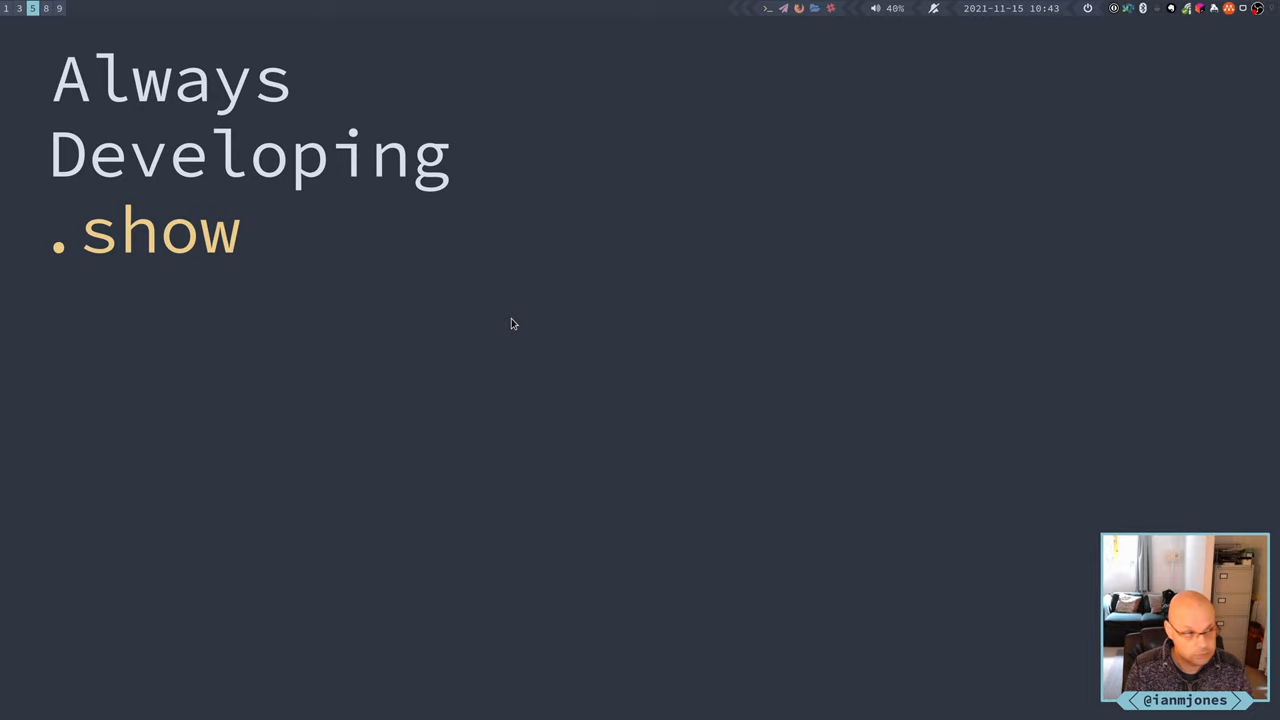 1 3 5 8 9
40%
2021-11-15 10:43
Always
Developing
.show
@ianmjones